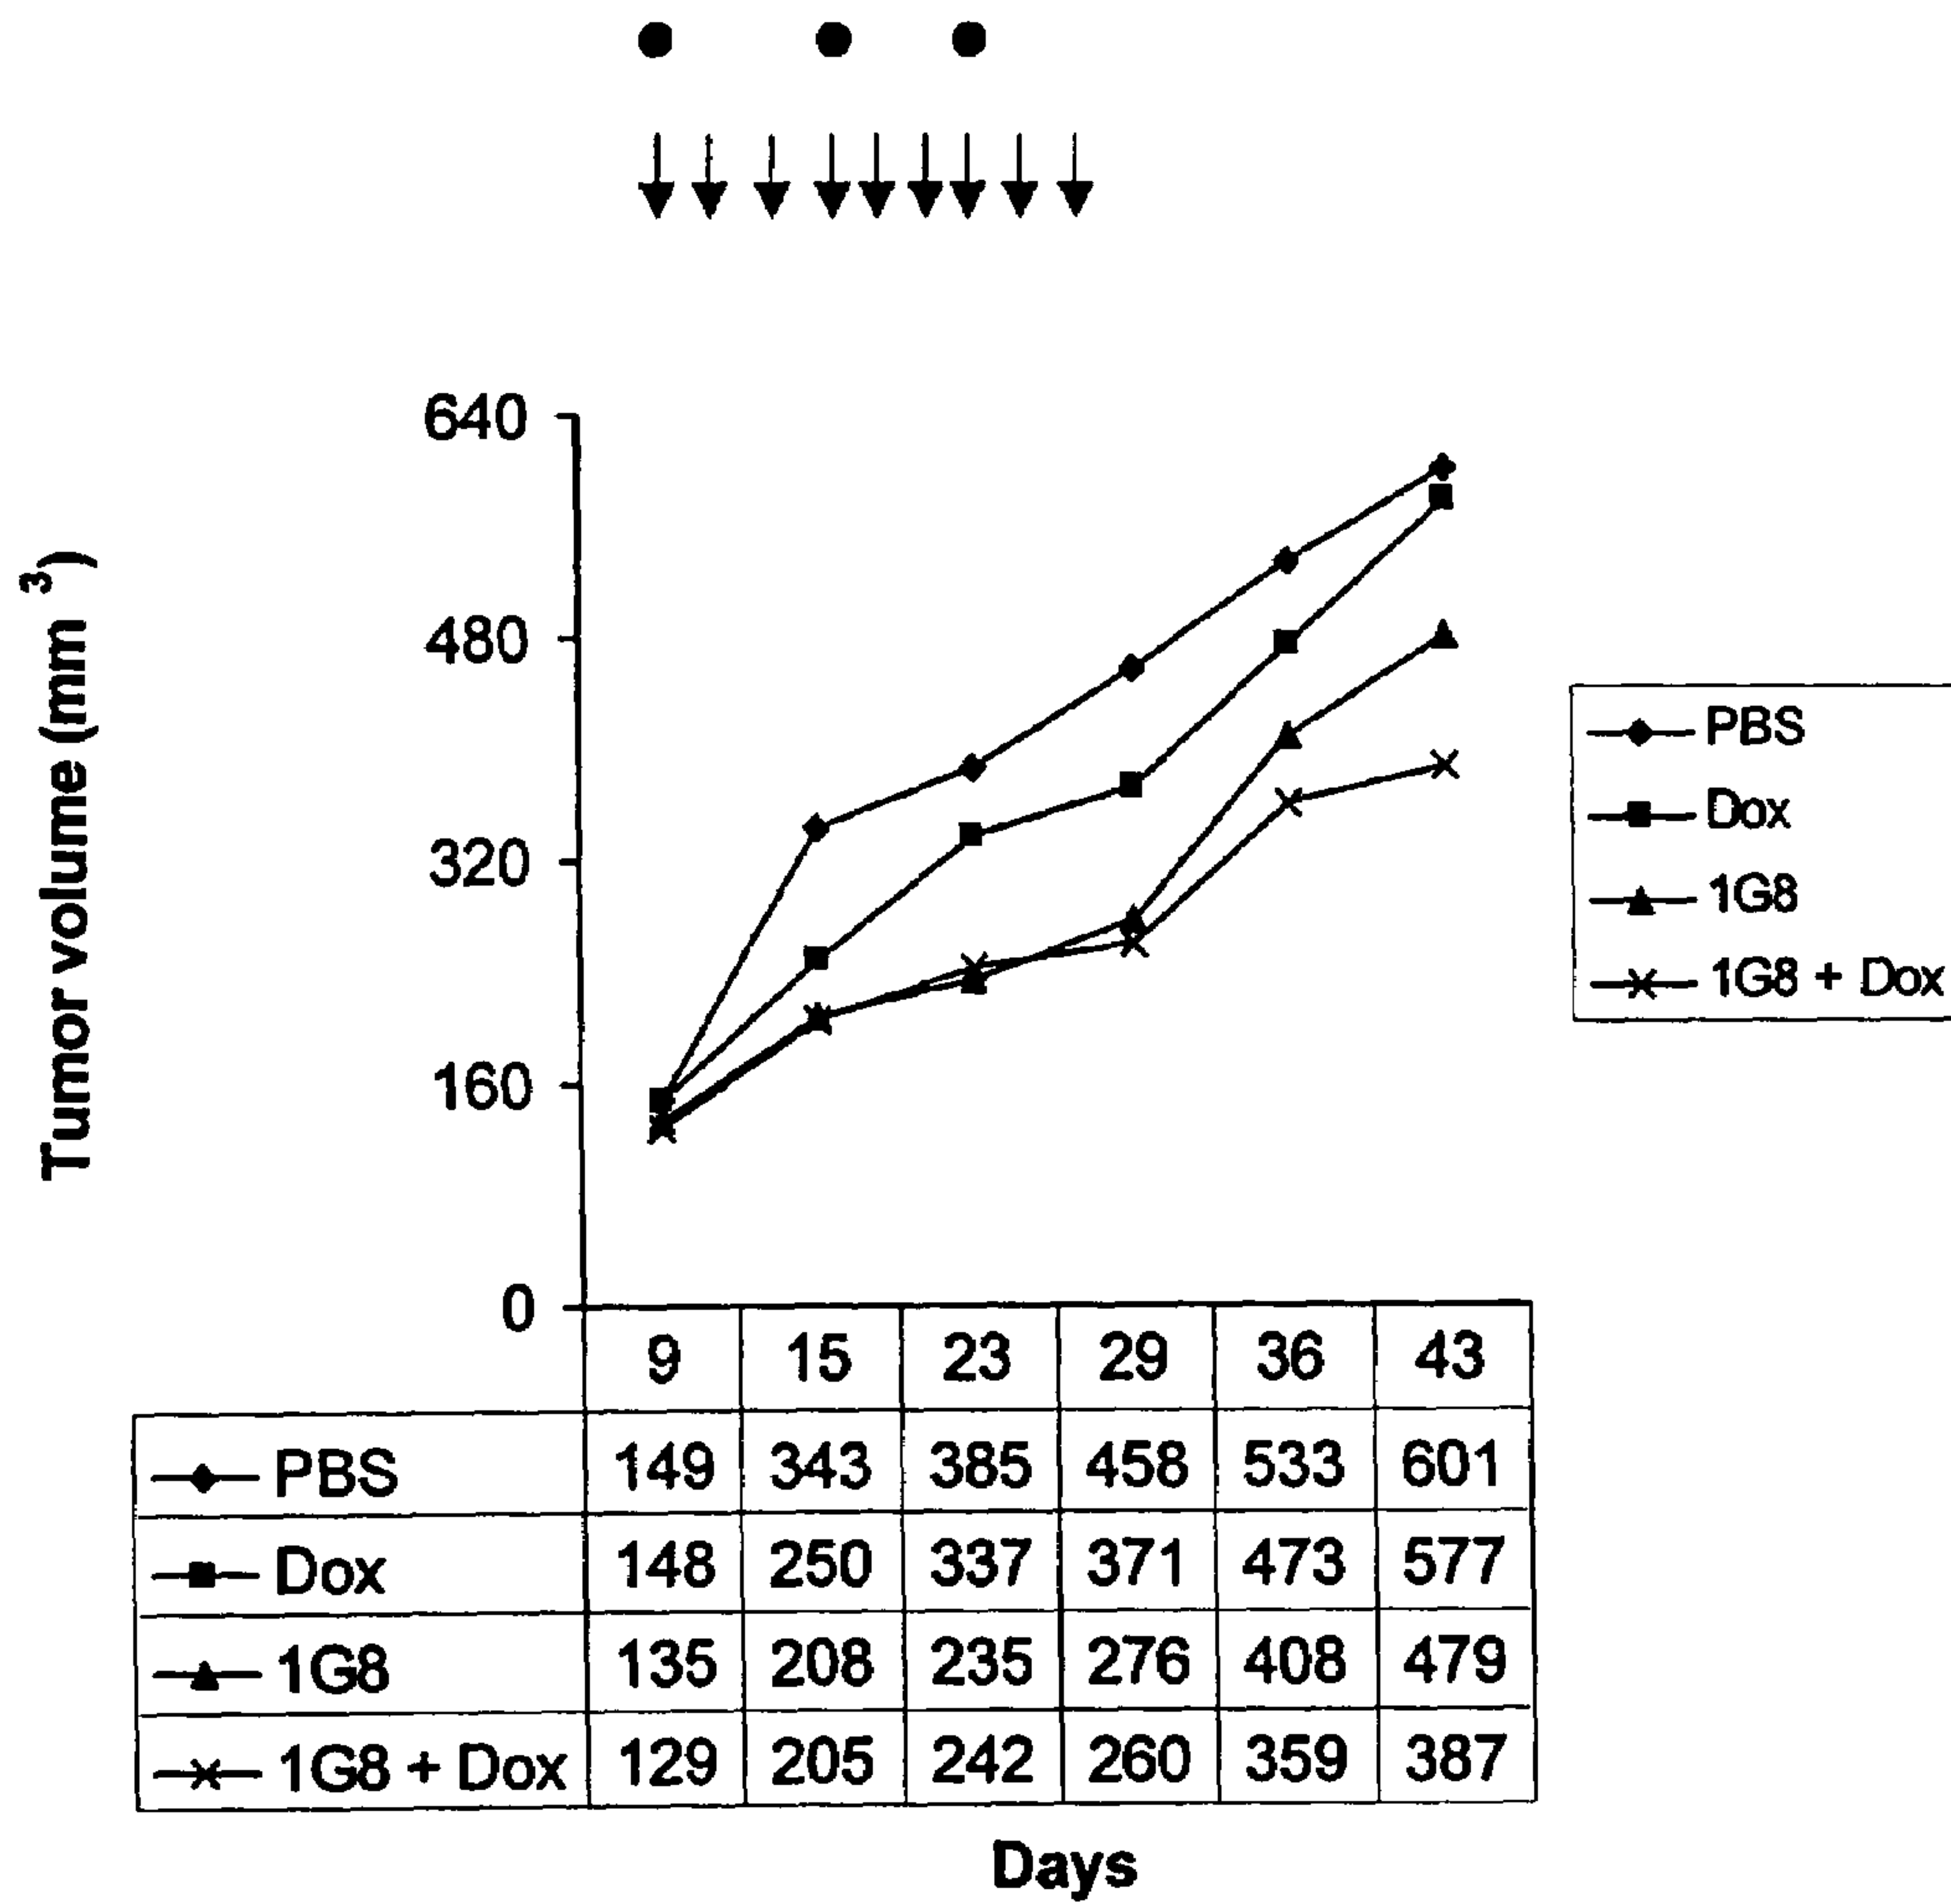 640
480
320
160
0
Tumor volume (mm 3)
PBS
Dox
1G8
1G8 + Dox
9 15 23 29 36 43
PBS 149 343 385 458 533 601
Dox 148 250 337 371 473 577
1G8 135 208 235 276 408 479
1G8 + Dox 129 205 242 260 359 387
Days